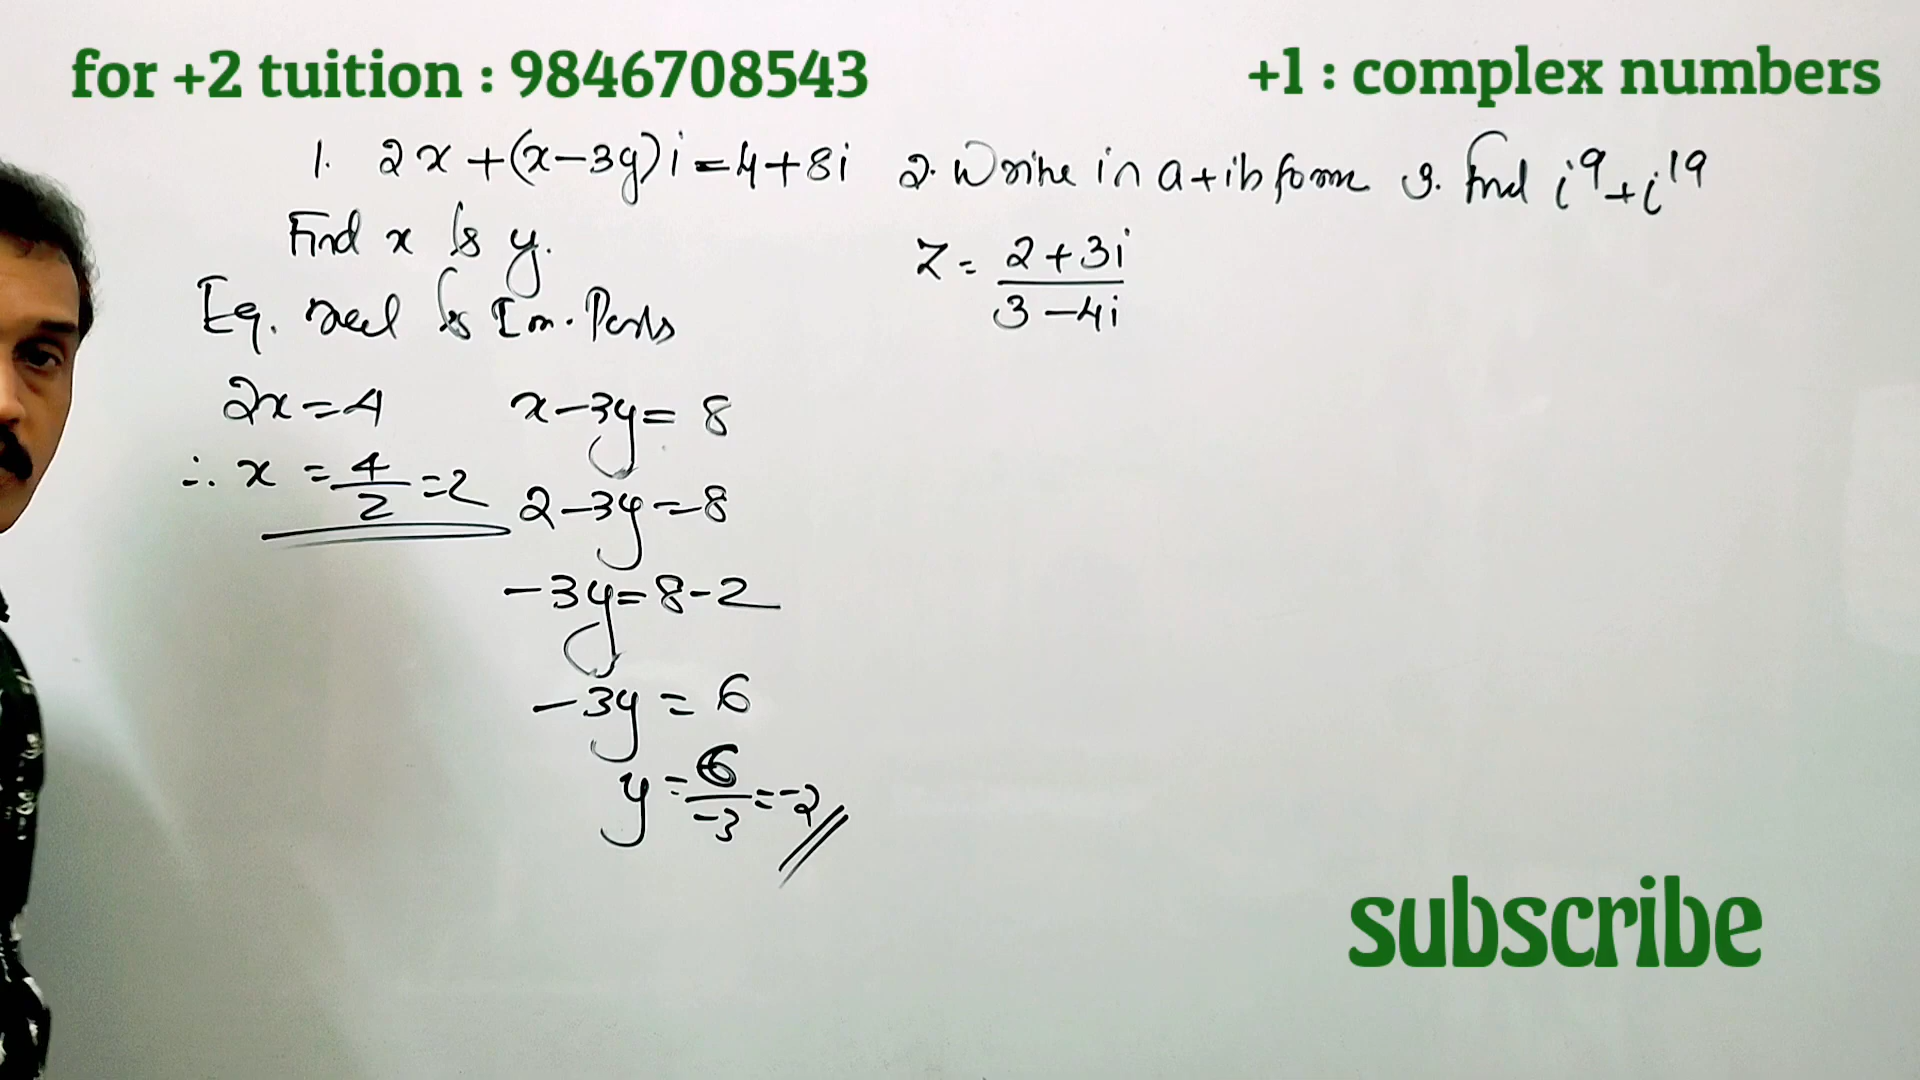 for +2 tuition : 9846708543
+1 : complex numbers
1. 2x + (x-3y)i = 4+8i
Find x & y.
Eq. real & Im. Parts
2x = 4
∴ x = 4/2 = 2
x-3y = 8
2-3y = 8
-3y = 8-2
-3y = 6
y = 6/-3 = -2
2. Write in a+ib form
z = 2+3i / 3-4i
3. Find i⁹ + i¹⁹
subscribe